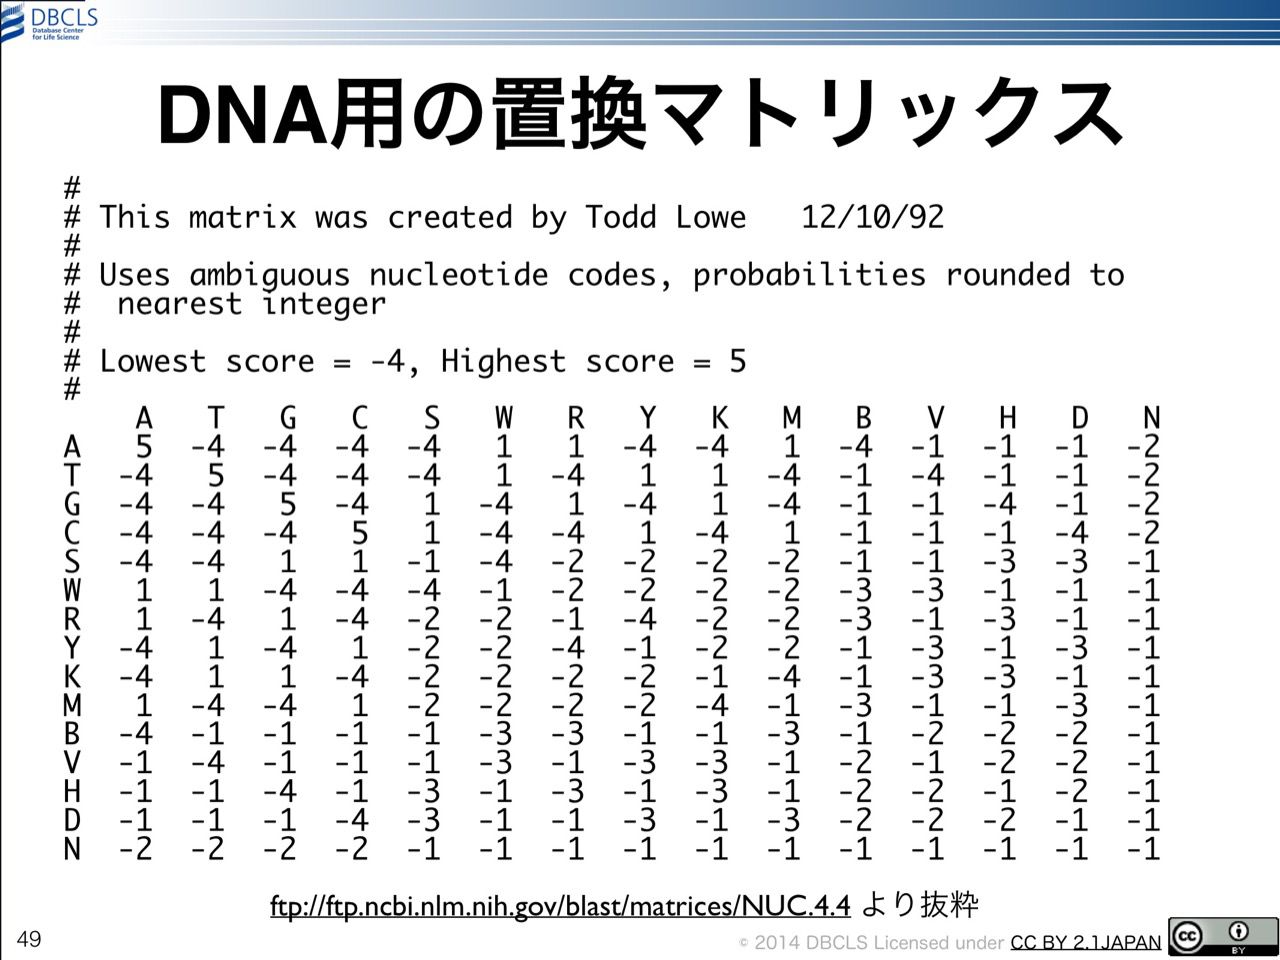 DBCLS
Database Center
for Life Science
DNA用の置換マトリックス
#
# This matrix was created by Todd Lowe   12/10/92
#
# Uses ambiguous nucleotide codes, probabilities rounded to
#  nearest integer
#
# Lowest score = -4, Highest score = 5
#
A T G C S W R Y K M B V H D N
A 5 -4 -4 -4 -4 1 1 -4 -4 1 -4 -1 -1 -1 -2
T -4 5 -4 -4 -4 1 -4 1 1 -4 -1 -4 -1 -1 -2
G -4 -4 5 -4 1 -4 1 -4 1 -4 -1 -1 -4 -1 -2
C -4 -4 -4 5 1 -4 -4 1 -4 1 -1 -1 -1 -4 -2
S -4 -4 1 1 -1 -4 -2 -2 -2 -2 -1 -1 -3 -3 -1
W 1 1 -4 -4 -4 -1 -2 -2 -2 -2 -3 -3 -1 -1 -1
R 1 -4 1 -4 -2 -2 -1 -4 -2 -2 -3 -1 -3 -1 -1
Y -4 1 -4 1 -2 -2 -4 -1 -2 -2 -1 -3 -1 -3 -1
K -4 1 1 -4 -2 -2 -2 -2 -1 -4 -1 -3 -3 -1 -1
M 1 -4 -4 1 -2 -2 -2 -2 -4 -1 -3 -1 -1 -3 -1
B -4 -1 -1 -1 -1 -3 -3 -1 -1 -3 -1 -2 -2 -2 -1
V -1 -4 -1 -1 -1 -3 -1 -3 -3 -1 -2 -1 -2 -2 -1
H -1 -1 -4 -1 -3 -1 -3 -1 -3 -1 -2 -2 -1 -2 -1
D -1 -1 -1 -4 -3 -1 -1 -3 -1 -3 -2 -2 -2 -1 -1
N -2 -2 -2 -2 -1 -1 -1 -1 -1 -1 -1 -1 -1 -1 -1
ftp://ftp.ncbi.nlm.nih.gov/blast/matrices/NUC.4.4 より抜粋
49
© 2014 DBCLS Licensed under CC BY 2.1JAPAN
cc
BY